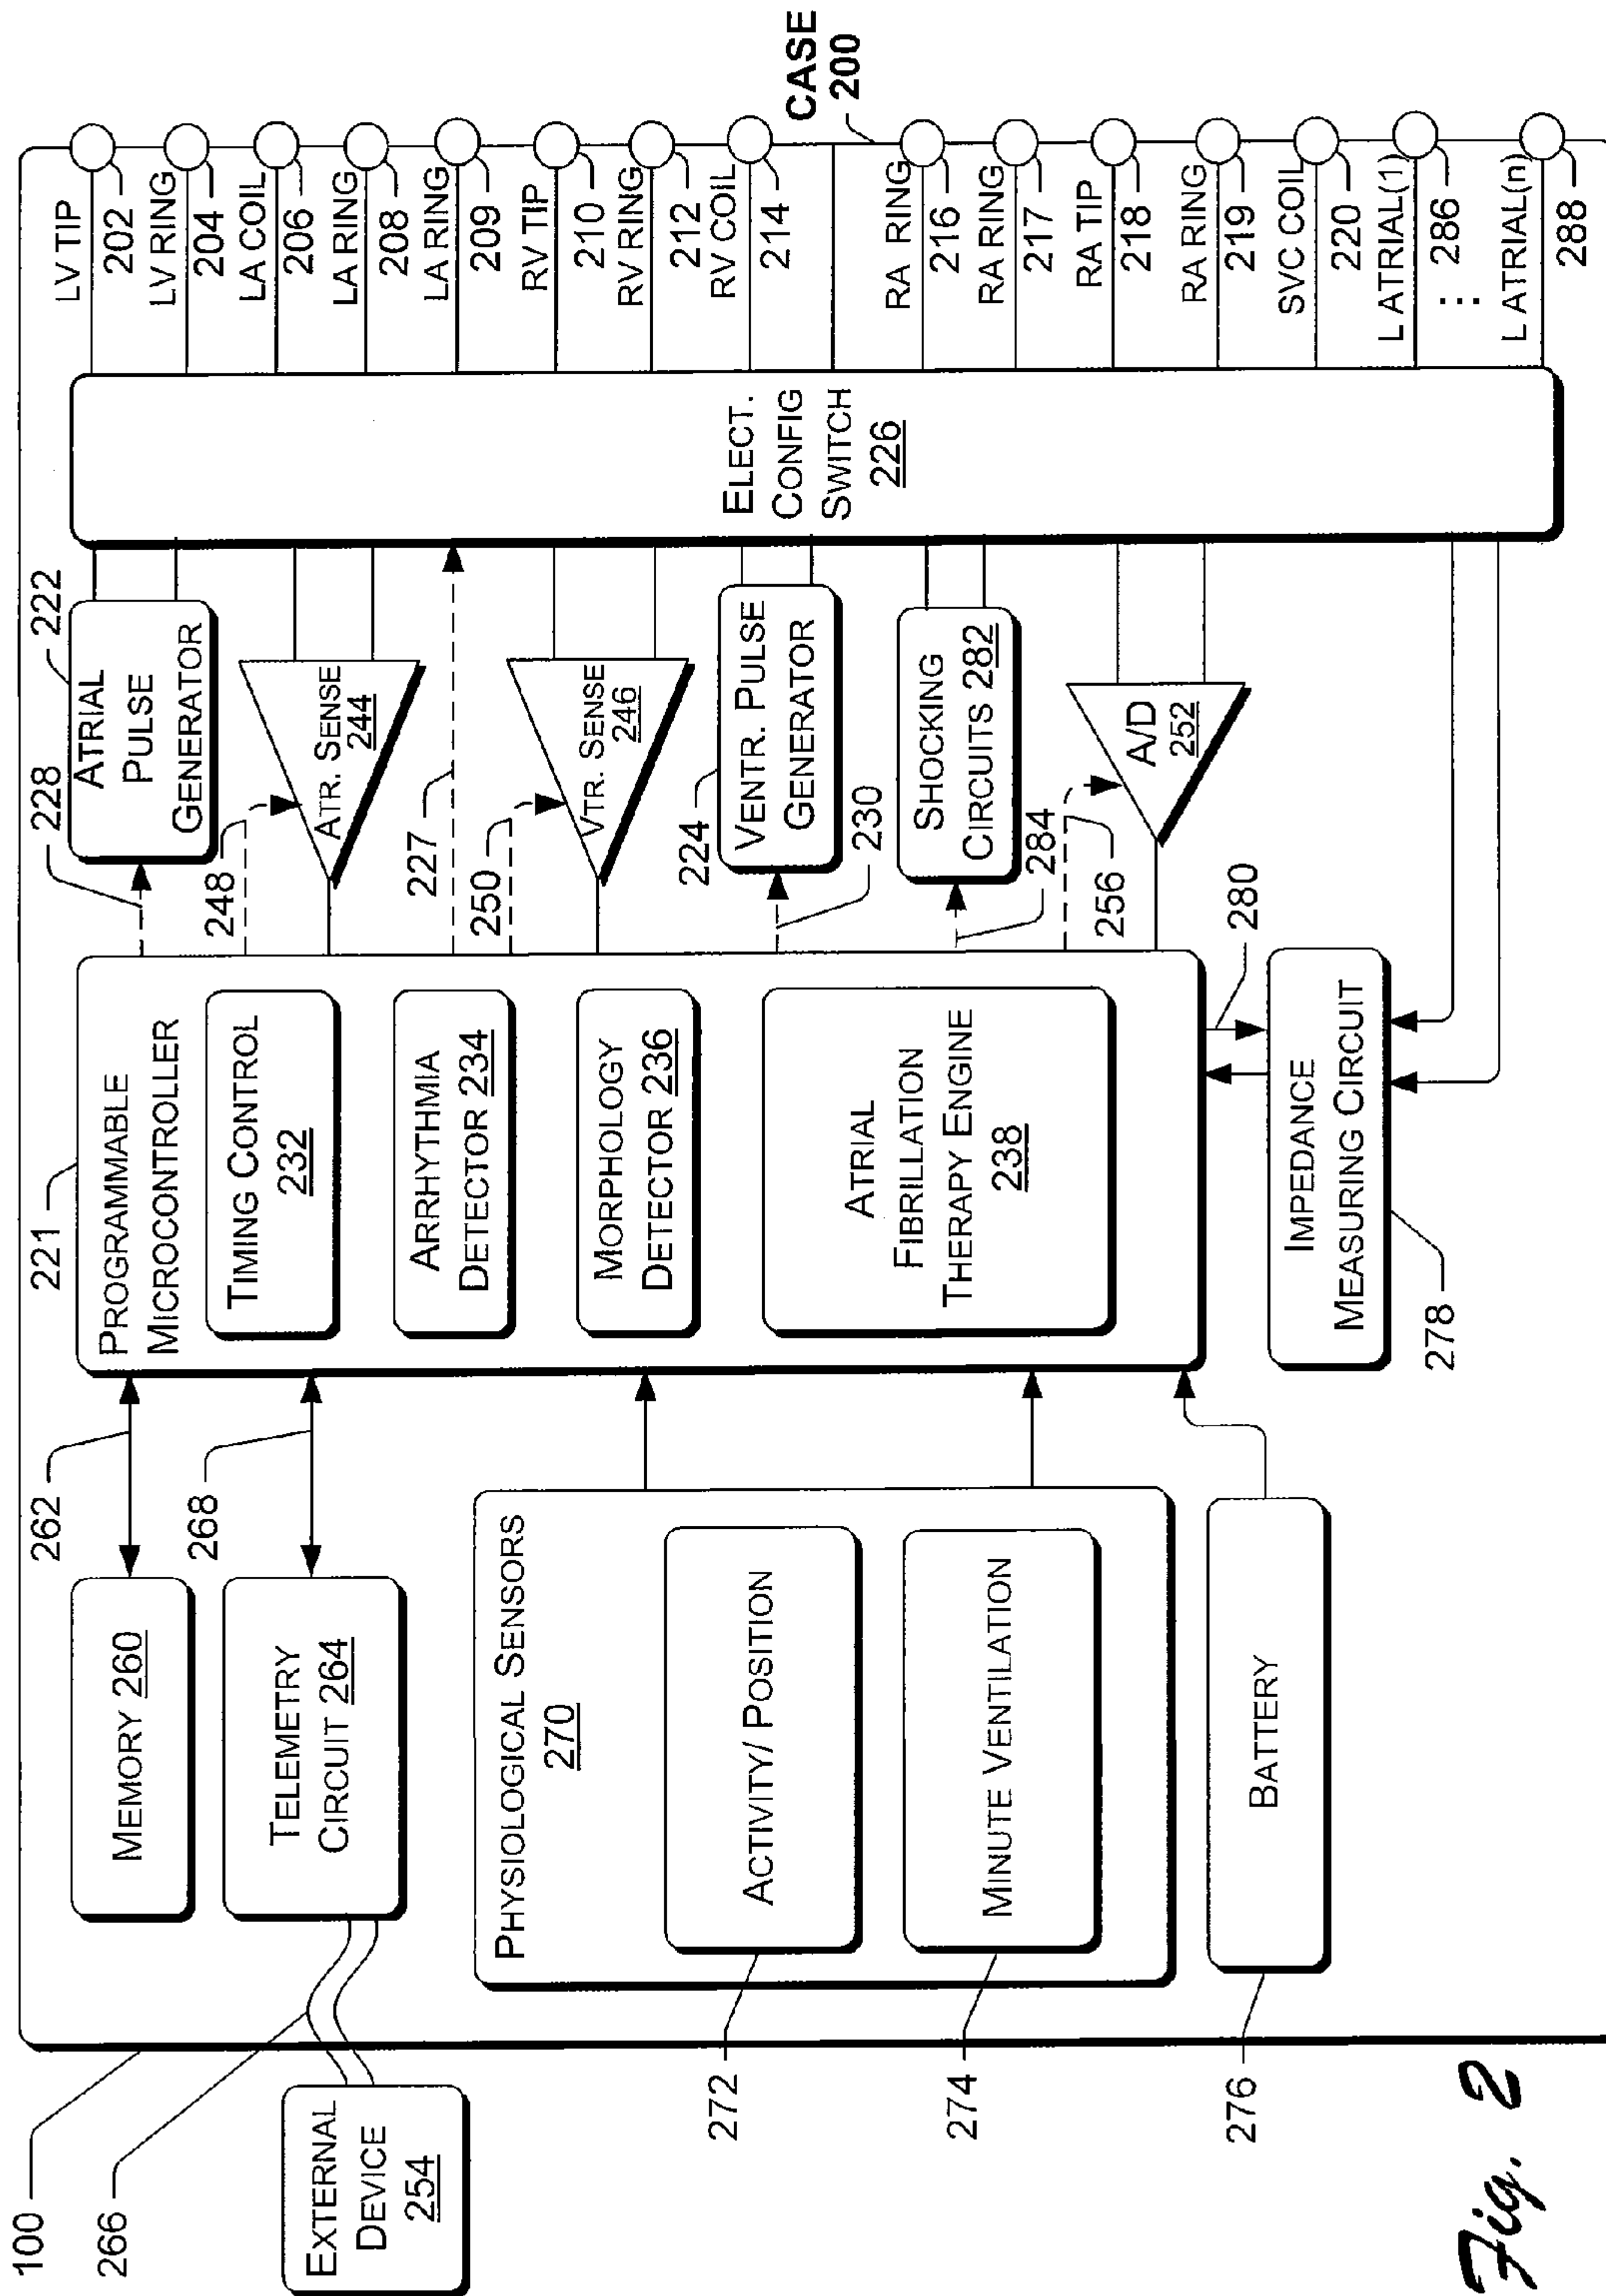 100
266
EXTERNAL
DEVICE
254
MEMORY 260
262
TELEMETRY
CIRCUIT 264
268
PHYSIOLOGICAL SENSORS
270
ACTIVITY/ POSITION
272
MINUTE VENTILATION
274
BATTERY
276
221
PROGRAMMABLE
MICROCONTROLLER
TIMING CONTROL
232
ARRHYTHMIA
DETECTOR 234
MORPHOLOGY
DETECTOR 236
ATRIAL
FIBRILLATION
THERAPY ENGINE
238
IMPEDANCE
MEASURING CIRCUIT
278
280
228
222
ATRIAL
PULSE
GENERATOR
248
ATR. SENSE
244
227
250
VTR. SENSE
246
224
VENTR. PULSE
GENERATOR
230
SHOCKING
CIRCUITS 282
284
256
A/D
252
ELECT.
CONFIG
SWITCH
226
LV TIP
202
LV RING
204
LA COIL
206
LA RING
208
LA RING
209
RV TIP
210
RV RING
212
RV COIL
214
CASE
200
RA RING
216
RA RING
217
RA TIP
218
RA RING
219
SVC COIL
220
L ATRIAL(1)
286
...
L ATRIAL(n)
288
Fig. 2